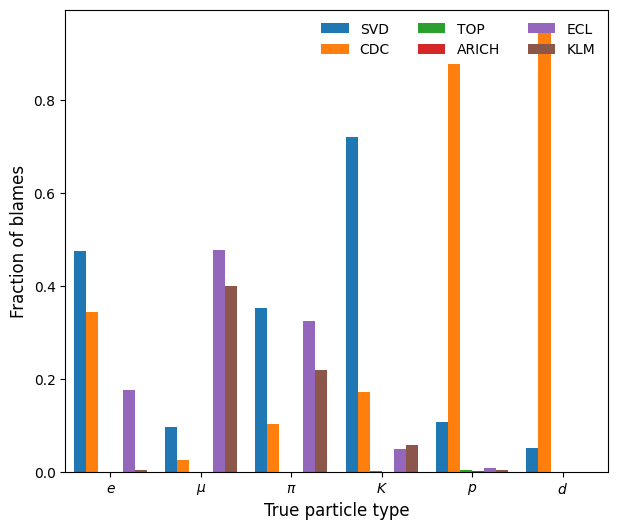 SVD TOP ECL
CDC ARICH KLM
Fraction of blames
0.8
0.6
0.4
0.2
0.0
e μ π K p d
True particle type